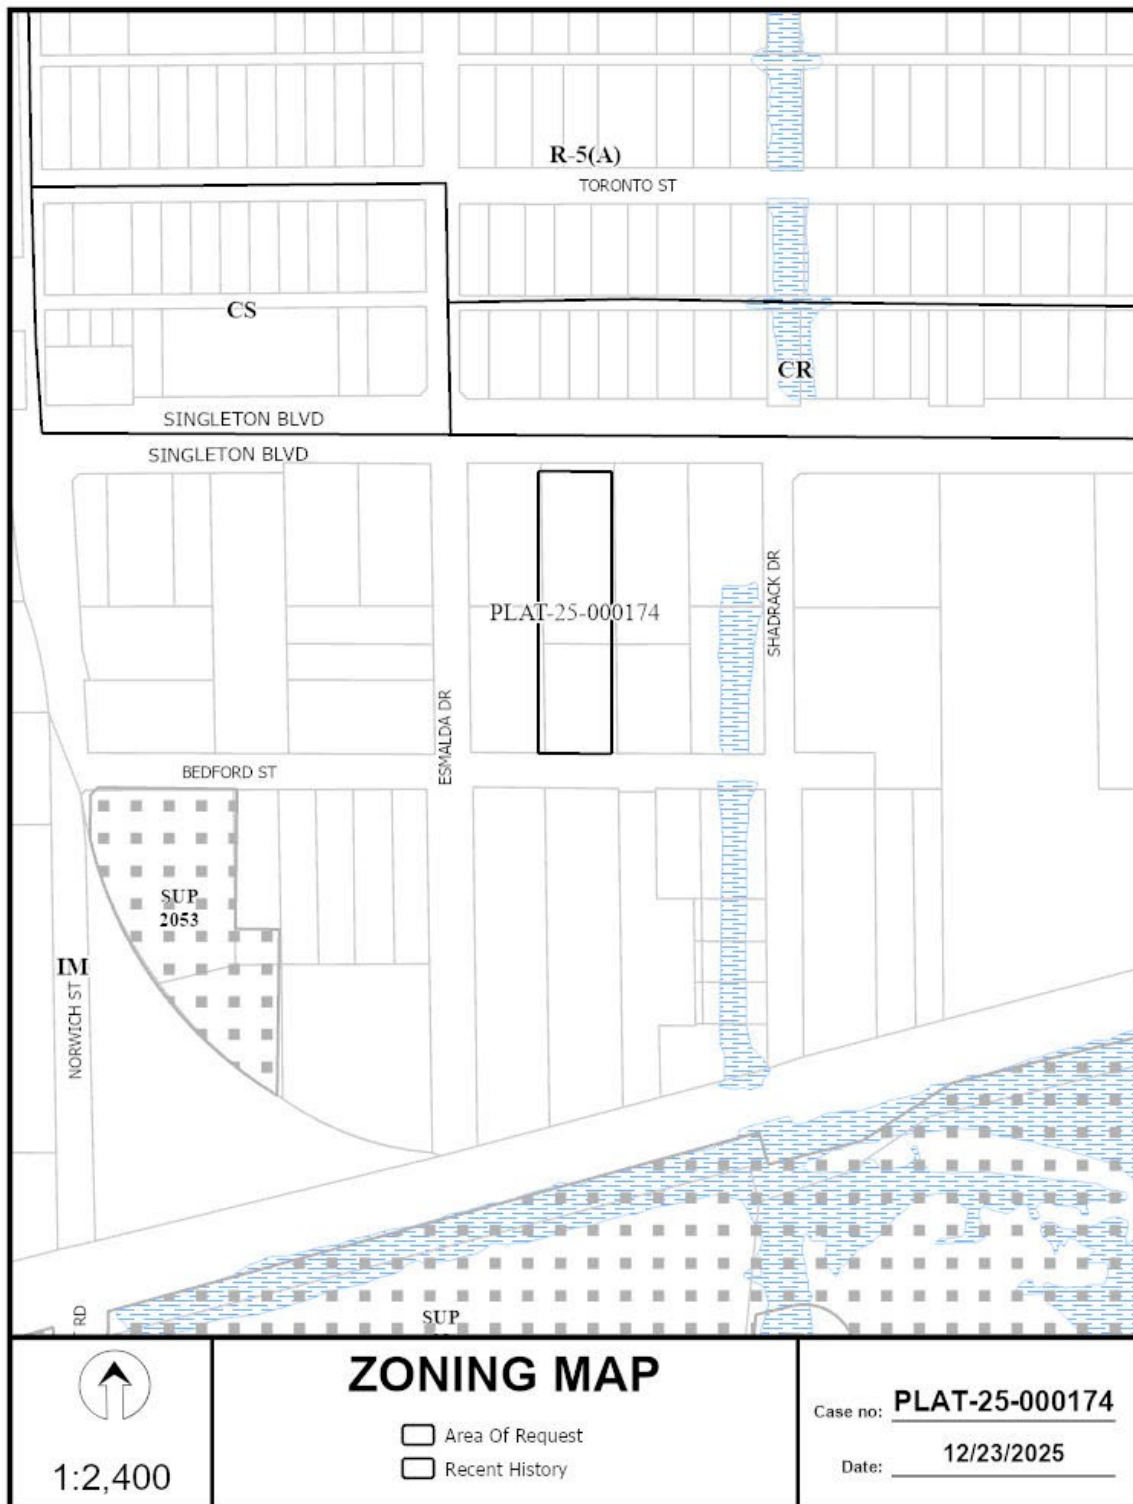 R-5(A)
TORONTO ST
CS
CR
SINGLETON BLVD
SINGLETON BLVD
SHADRACK DR
PLAT-25-000174
ESMALDA DR
BEDFORD ST
SUP
2053
IM
NORWICH ST
RD
SUP
ZONING MAP
Area Of Request
Recent History
1:2,400
Case no: PLAT-25-000174
Date: 12/23/2025